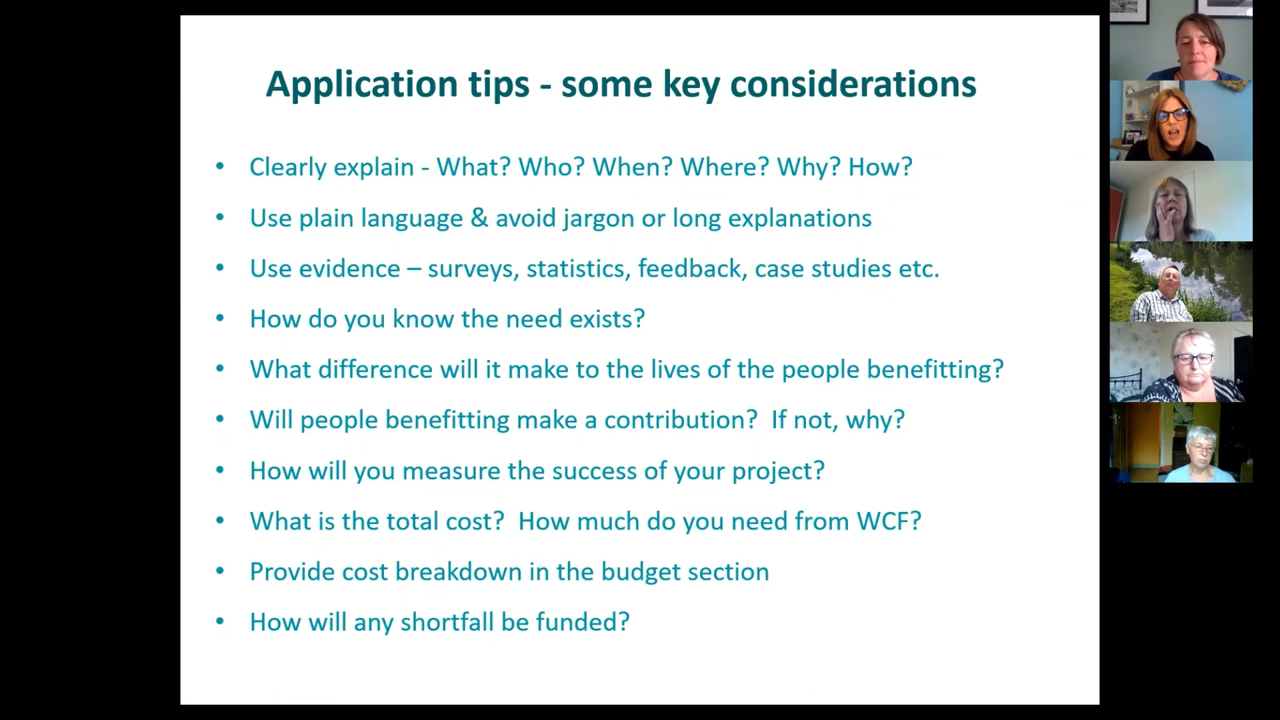 Application tips - some key considerations
• Clearly explain - What? Who? When? Where? Why? How?
• Use plain language & avoid jargon or long explanations
• Use evidence – surveys, statistics, feedback, case studies etc.
• How do you know the need exists?
• What difference will it make to the lives of the people benefitting?
• Will people benefitting make a contribution?  If not, why?
• How will you measure the success of your project?
• What is the total cost?  How much do you need from WCF?
• Provide cost breakdown in the budget section
• How will any shortfall be funded?